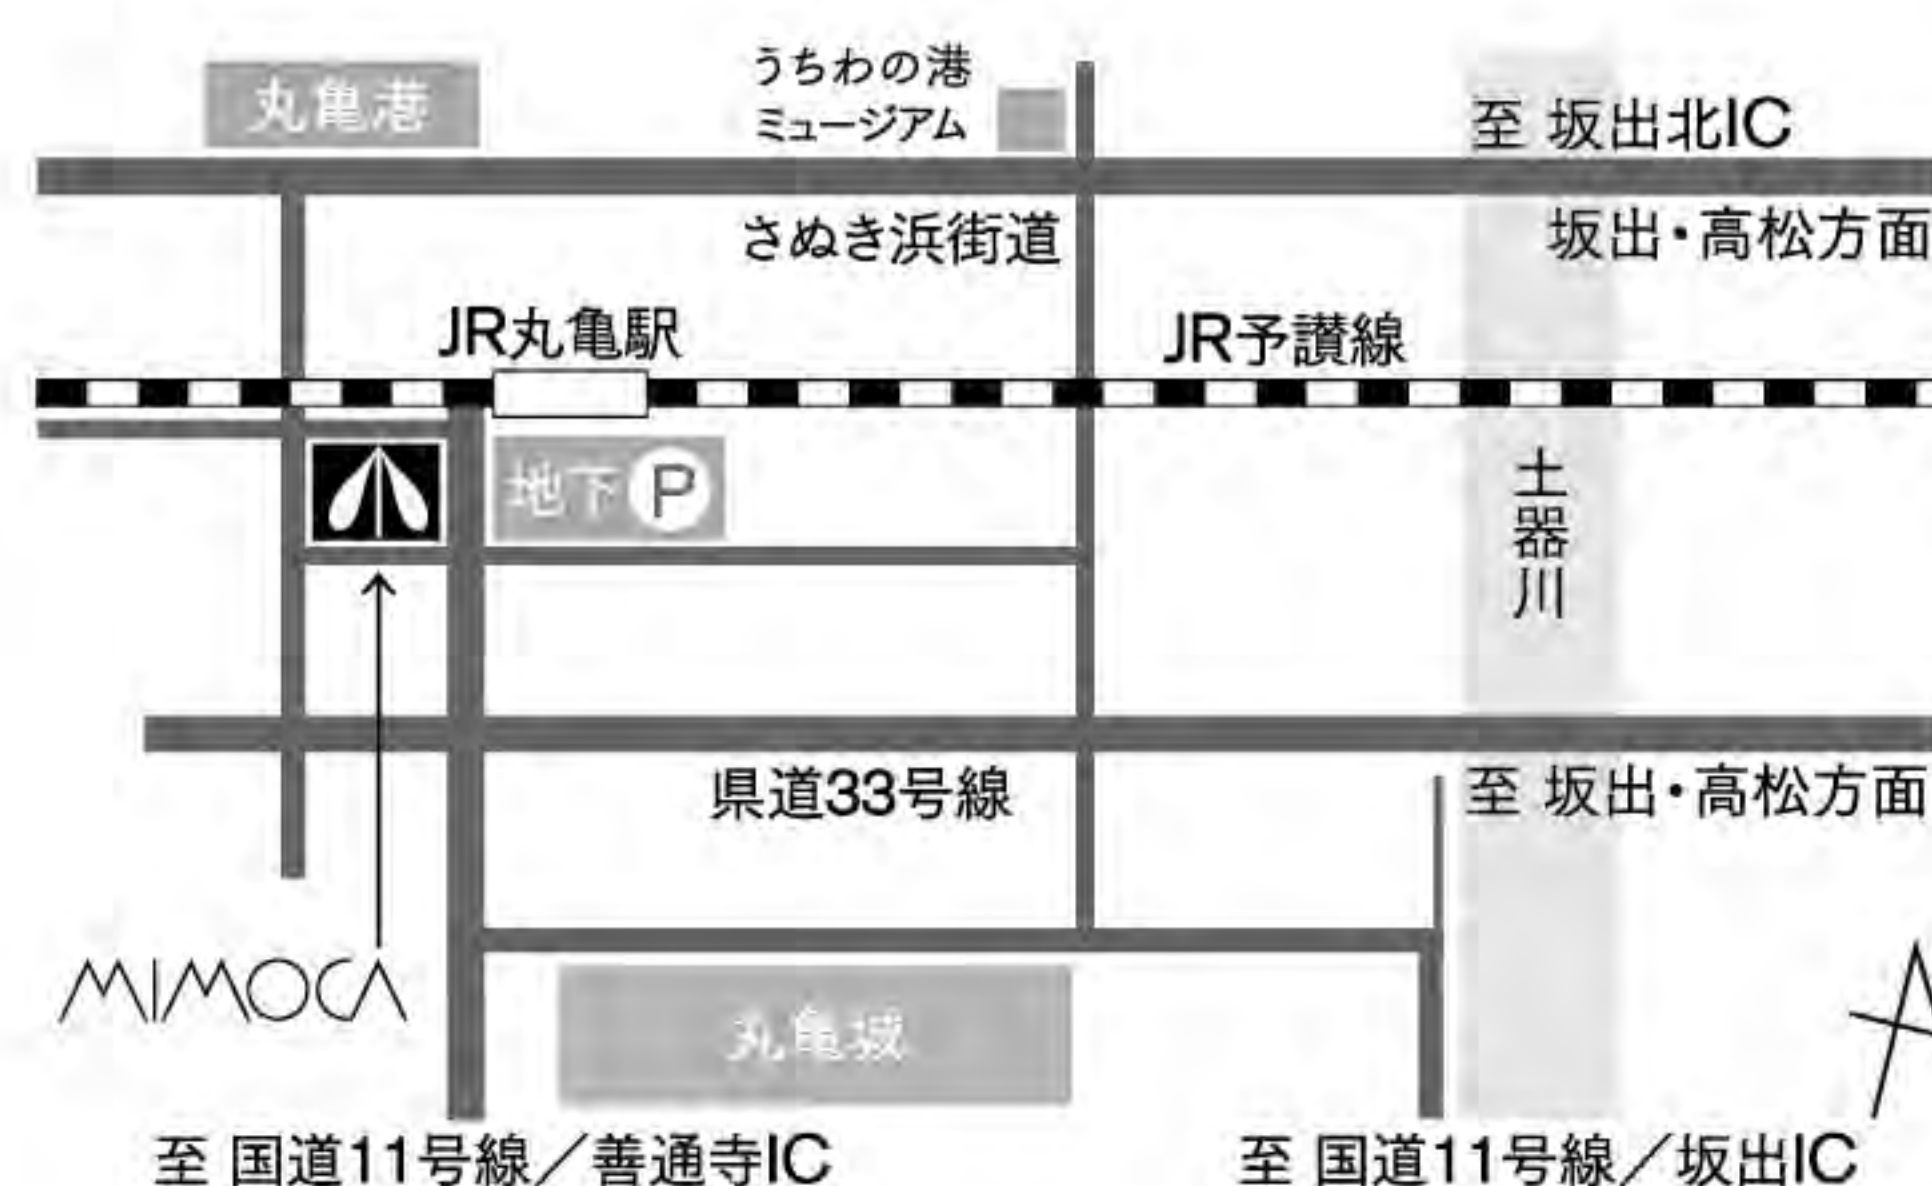 丸亀港
うちわの港
ミュージアム
至 坂出北IC
さぬき浜街道
坂出・高松方面
JR丸亀駅
JR予讃線
地下 P
土器川
県道33号線
至 坂出・高松方面
MIMOCA
丸亀城
至 国道11号線／善通寺IC
至 国道11号線／坂出IC